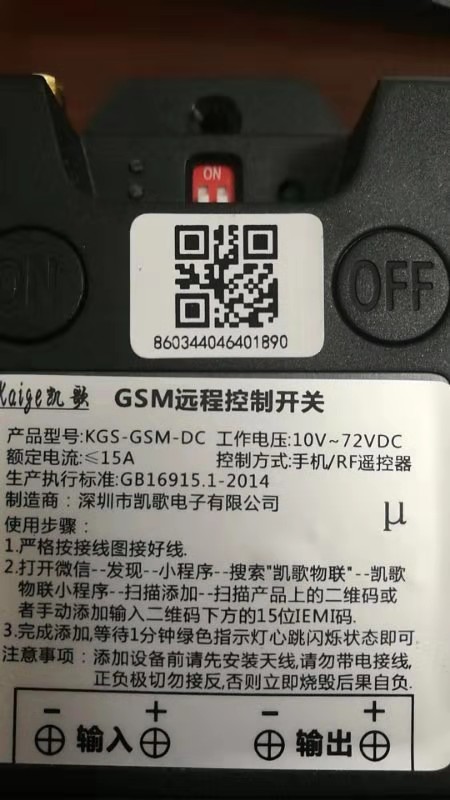 ON
ON
OFF
860344046401890
Kaige凯歌 GSM远程控制开关
产品型号:KGS-GSM-DC 工作电压:10V~72VDC
额定电流:≤15A 控制方式:手机/RF遥控器
生产执行标准:GB16915.1-2014
制造商:深圳市凯歌电子有限公司
μ
使用步骤:
1.严格按接线图接好线.
2.打开微信--发现--小程序--搜索"凯歌物联"--凯歌
物联小程序--扫描添加--扫描产品上的二维码或
者手动添加输入二维码下方的15位IEMI码.
3.完成添加,等待1分钟绿色指示灯心跳闪烁状态即可.
注意事项:添加设备前请先安装天线,请勿带电接线,
正负极切勿接反,否则立即烧毁后果自负.
- + - +
输入 输出